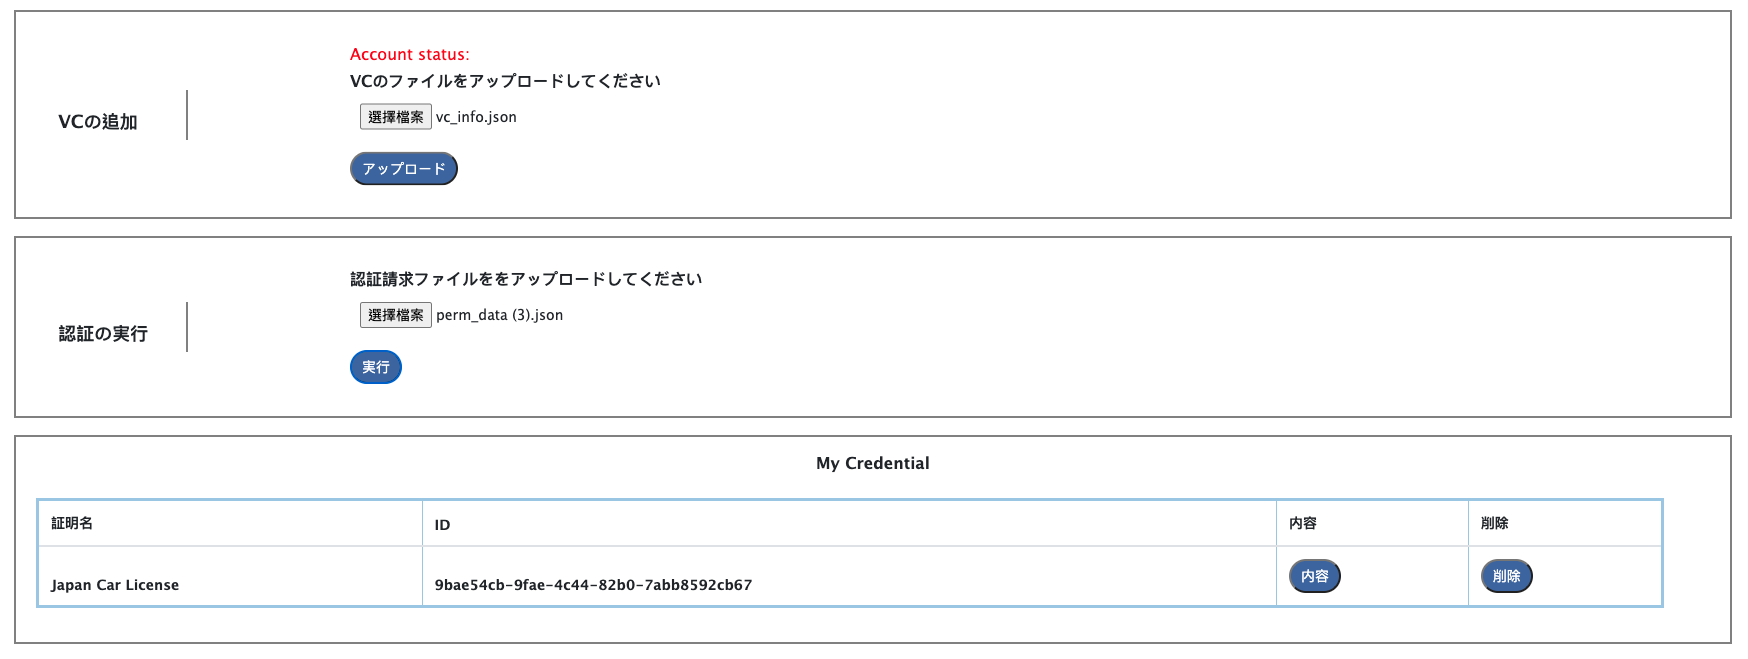 Account status:
VCのファイルをアップロードしてください
VCの追加
選擇檔案 vc_info.json
アップロード
認証請求ファイルををアップロードしてください
認証の実行
選擇檔案 perm_data (3).json
実行
My Credential
証明名 ID 内容 削除
Japan Car License 9bae54cb-9fae-4c44-82b0-7abb8592cb67 内容 削除